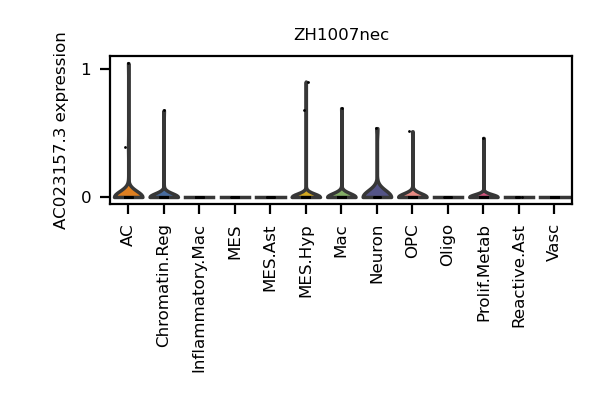 ZH1007nec
AC023157.3 expression
1
0
AC
Chromatin.Reg
Inflammatory.Mac
MES
MES.Ast
MES.Hyp
Mac
Neuron
OPC
Oligo
Prolif.Metab
Reactive.Ast
Vasc